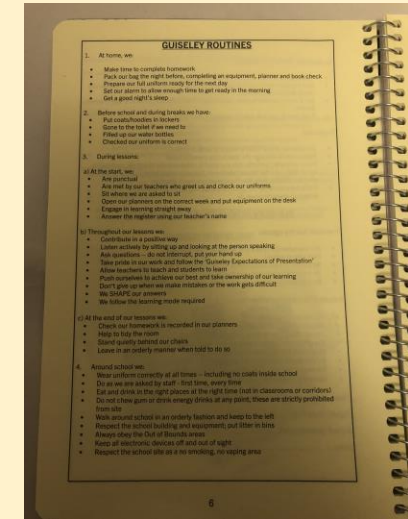 GUISELEY ROUTINES
1. At home, we:
• Make time to complete homework
• Pack our bag the night before, completing an equipment, planner and book check
• Prepare our full uniform ready for the next day
• Set our alarm to allow enough time to get ready in the morning
• Get a good night's sleep
2. Before school and during breaks we have:
• Put coats/hoodies in lockers
• Gone to the toilet if we need to
• Filled up our water bottles
• Checked our uniform is correct
3. During lessons:
a) At the start, we:
• Are punctual
• Are met by our teachers who greet us and check our uniforms
• Sit where we are asked to sit
• Open our planners on the correct week and put equipment on the desk
• Engage in learning straight away
• Answer the register using our teacher's name
b) Throughout our lessons we:
• Contribute in a positive way
• Listen actively by sitting up and looking at the person speaking
• Ask questions – do not interrupt, put your hand up
• Take pride in our work and follow the 'Guiseley Expectations of Presentation'
• Allow teachers to teach and students to learn
• Push ourselves to achieve our best and take ownership of our learning
• Don't give up when we make mistakes or the work gets difficult
• We SHAPE our answers
• We follow the learning mode required
c) At the end of our lessons we:
• Check our homework is recorded in our planners
• Help to tidy the room
• Stand quietly behind our chairs
• Leave in an orderly manner when told to do so
4. Around school we:
• Wear uniform correctly at all times – including no coats inside school
• Do as we are asked by staff - first time, every time
• Eat and drink in the right places at the right time (not in classrooms or corridors)
• Do not chew gum or drink energy drinks at any point; these are strictly prohibited
from site
• Walk around school in an orderly fashion and keep to the left
• Respect the school building and equipment; put litter in bins
• Always obey the Out of Bounds areas
• Keep all electronic devices off and out of sight
• Respect the school site as a no smoking, no vaping area
6